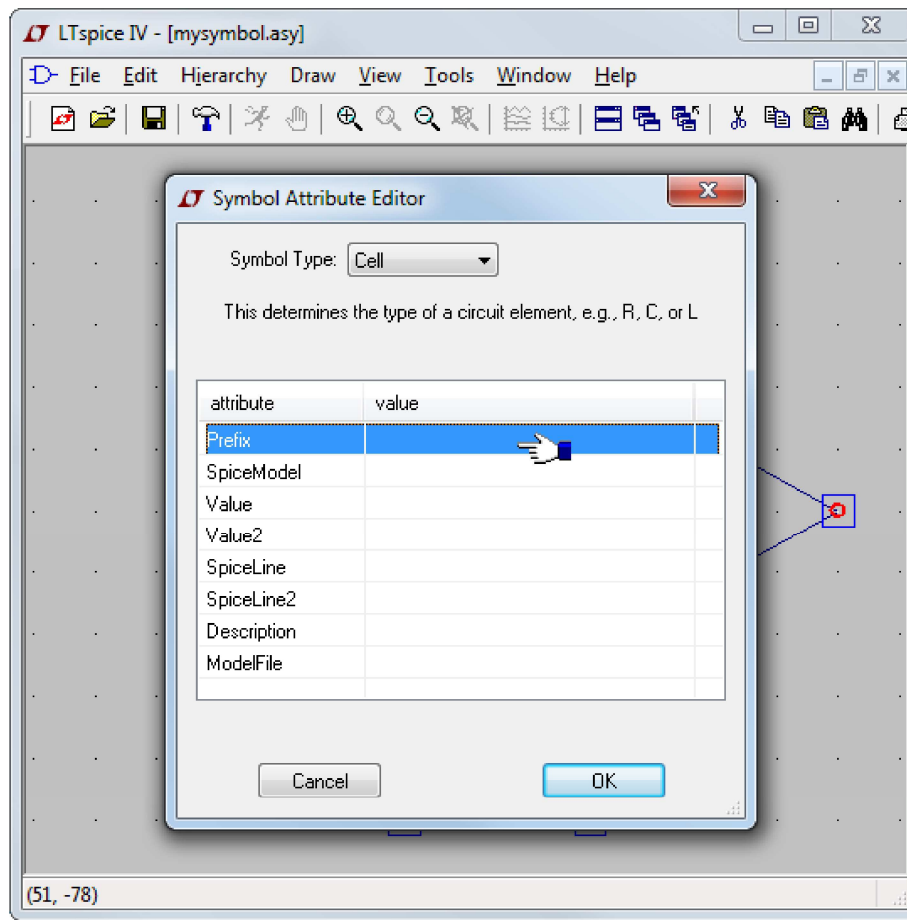 LTspice IV - [mysymbol.asy]
File Edit Hierarchy Draw View Tools Window Help
Symbol Attribute Editor
Symbol Type: Cell
This determines the type of a circuit element, e.g., R, C, or L
attribute value
Prefix
SpiceModel
Value
Value2
SpiceLine
SpiceLine2
Description
ModelFile
Cancel OK
(51, -78)